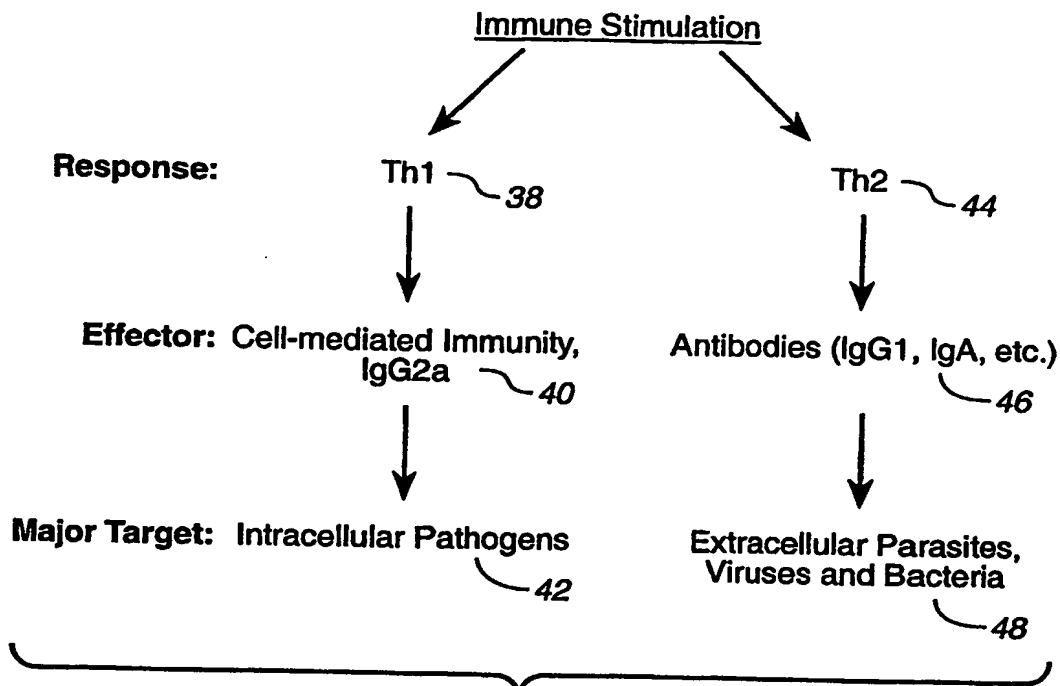 Immune Stimulation
Response: Th1 38 Th2 44
Effector: Cell-mediated Immunity, IgG2a 40 Antibodies (IgG1, IgA, etc.) 46
Major Target: Intracellular Pathogens 42 Extracellular Parasites, Viruses and Bacteria 48